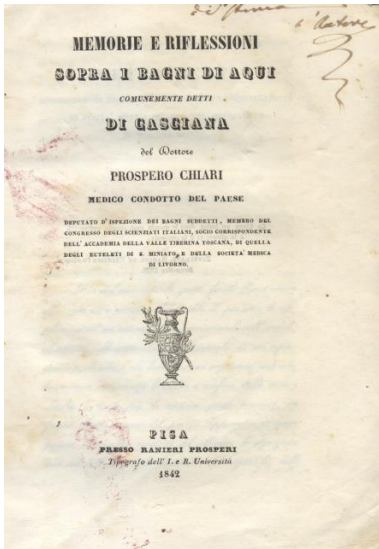 l'Autore
MEMORIE E RIFLESSIONI
SOPRA I BAGNI DI AQUI
COMUNEMENTE DETTI
DI CASCIANA
del Dottore
PROSPERO CHIARI
MEDICO CONDOTTO DEL PAESE
DEPUTATO D'ISPEZIONE DEI BAGNI SUDDETTI, MEMBRO DEL
CONGRESSO DEGLI SCIENZIATI ITALIANI, SOCIO CORRISPONDENTE
DELL'ACCADEMIA DELLA VALLE TIBERINA TOSCANA, DI QUELLA
DEGLI EUTELETI DI S. MINIATO, E DELLA SOCIETA' MEDICA
DI LIVORNO.
PISA
PRESSO RANIERI PROSPERI
Tipografo dell' I. e R. Università
1842